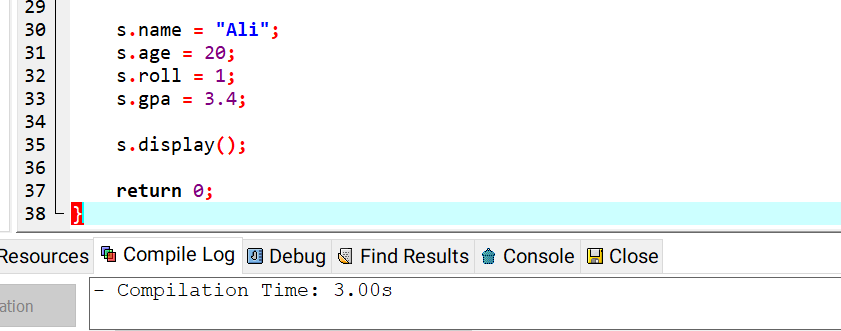 29
30 s.name = "Ali";
31 s.age = 20;
32 s.roll = 1;
33 s.gpa = 3.4;
34
35 s.display();
36
37 return 0;
38 }
Resources Compile Log Debug Find Results Console Close
ation - Compilation Time: 3.00s